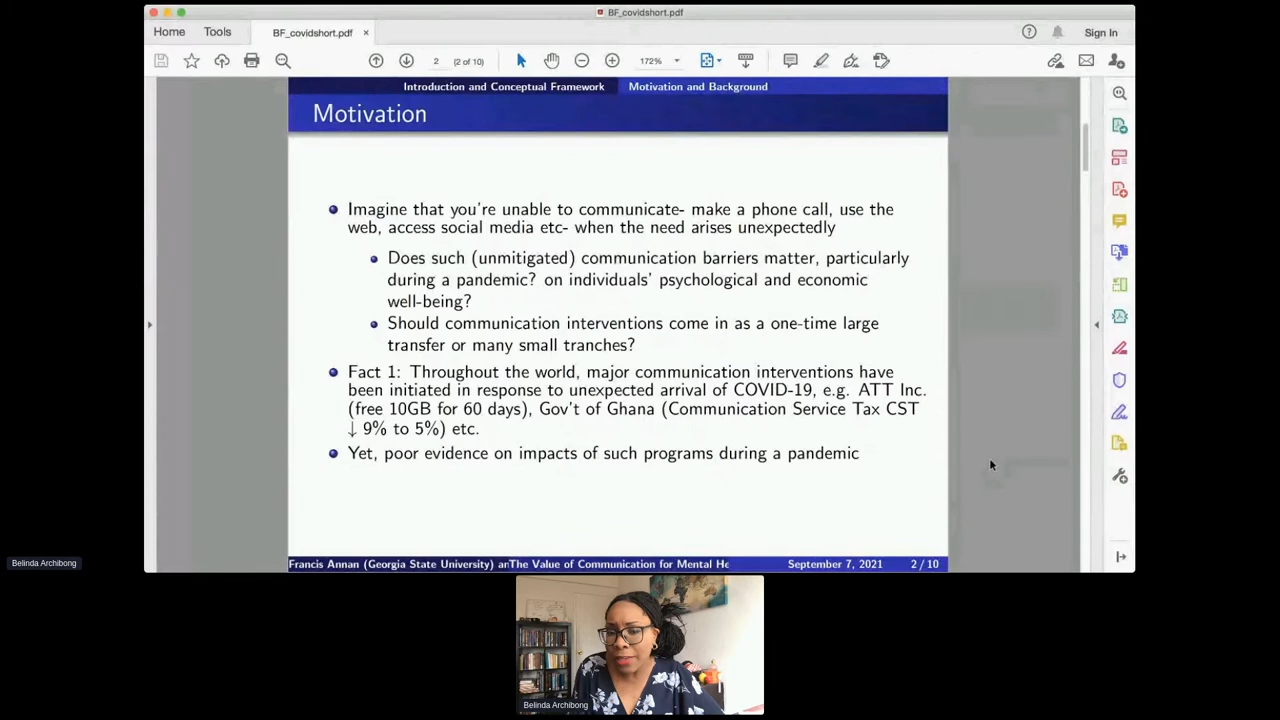 BF_covidshort.pdf
Home Tools BF_covidshort.pdf × Sign In
2 (2 of 10) 172%
Introduction and Conceptual Framework Motivation and Background
Motivation
Imagine that you're unable to communicate- make a phone call, use the
web, access social media etc- when the need arises unexpectedly
Does such (unmitigated) communication barriers matter, particularly
during a pandemic? on individuals' psychological and economic
well-being?
Should communication interventions come in as a one-time large
transfer or many small tranches?
Fact 1: Throughout the world, major communication interventions have
been initiated in response to unexpected arrival of COVID-19, e.g. ATT Inc.
(free 10GB for 60 days), Gov't of Ghana (Communication Service Tax CST
↓ 9% to 5%) etc.
Yet, poor evidence on impacts of such programs during a pandemic
Francis Annan (Georgia State University) an The Value of Communication for Mental He September 7, 2021 2 / 10
Belinda Archibong
Belinda Archibong